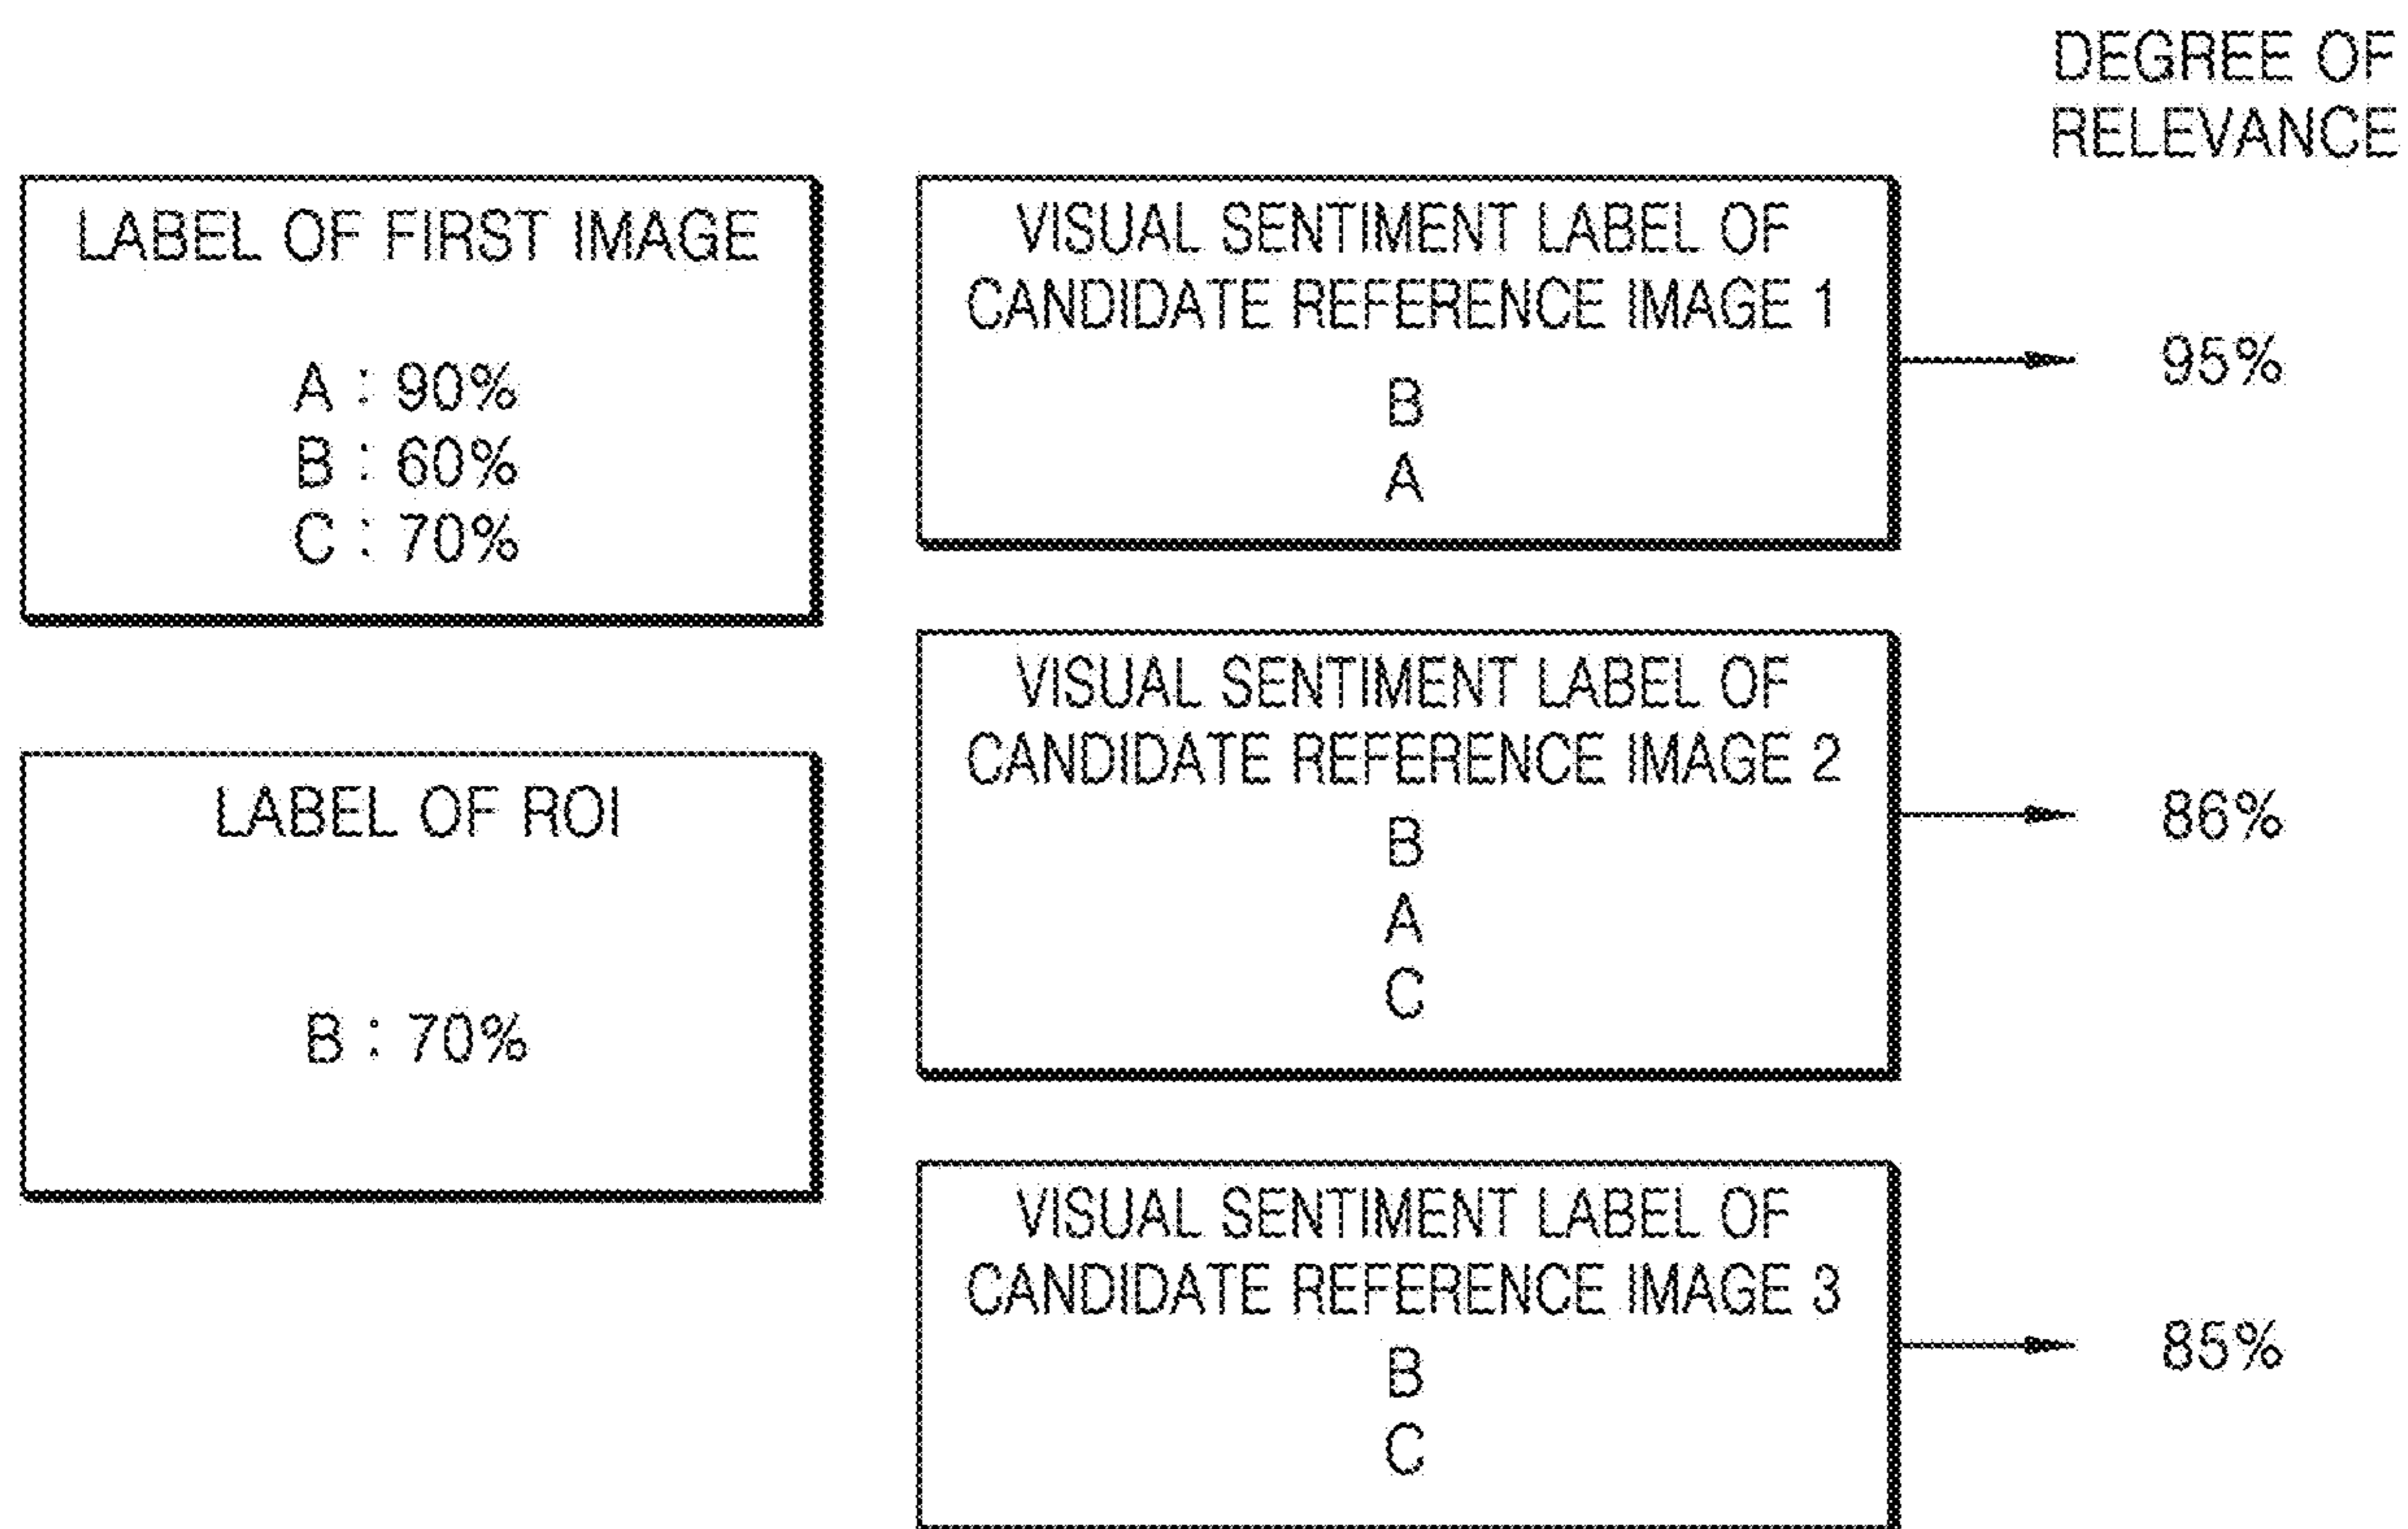 DEGREE OF
RELEVANCE
LABEL OF FIRST IMAGE
A : 90%
B : 60%
C : 70%
LABEL OF ROI
B : 70%
VISUAL SENTIMENT LABEL OF
CANDIDATE REFERENCE IMAGE 1
B
A
95%
VISUAL SENTIMENT LABEL OF
CANDIDATE REFERENCE IMAGE 2
B
A
C
86%
VISUAL SENTIMENT LABEL OF
CANDIDATE REFERENCE IMAGE 3
B
C
85%